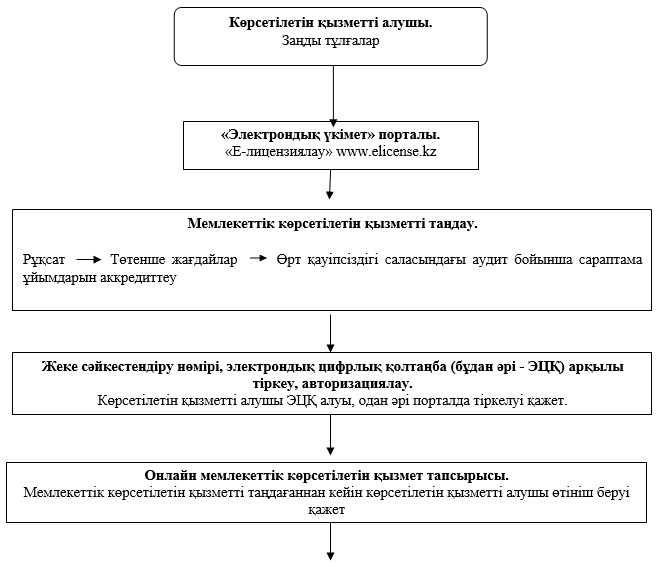 Көрсетілетін қызметті алушы.
Заңды тұлғалар
«Электрондық үкімет» порталы.
«Е-лицензиялау» www.elicense.kz
Мемлекеттік көрсетілетін қызметті таңдау.
Рұқсат Төтенше жағдайлар Өрт қауіпсіздігі саласындағы аудит бойынша сараптама
ұйымдарын аккредиттеу
Жеке сәйкестендіру нөмірі, электрондық цифрлық қолтаңба (бұдан әрі - ЭЦҚ) арқылы
тіркеу, авторизациялау.
Көрсетілетін қызметті алушы ЭЦҚ алуы, одан әрі порталда тіркелуі қажет.
Онлайн мемлекеттік көрсетілетін қызмет тапсырысы.
Мемлекеттік көрсетілетін қызметті таңдағаннан кейін көрсетілетін қызметті алушы өтініш беруі
қажет